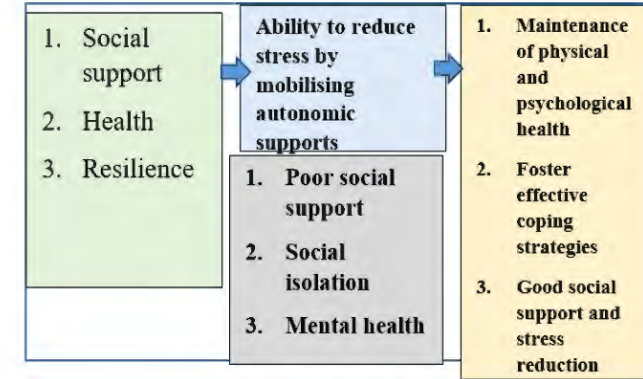 1. Social
support
2. Health
3. Resilience
Ability to reduce
stress by
mobilising
autonomic
supports
1. Poor social
support
2. Social
isolation
3. Mental health
1. Maintenance
of physical
and
psychological
health
2. Foster
effective
coping
strategies
3. Good social
support and
stress
reduction